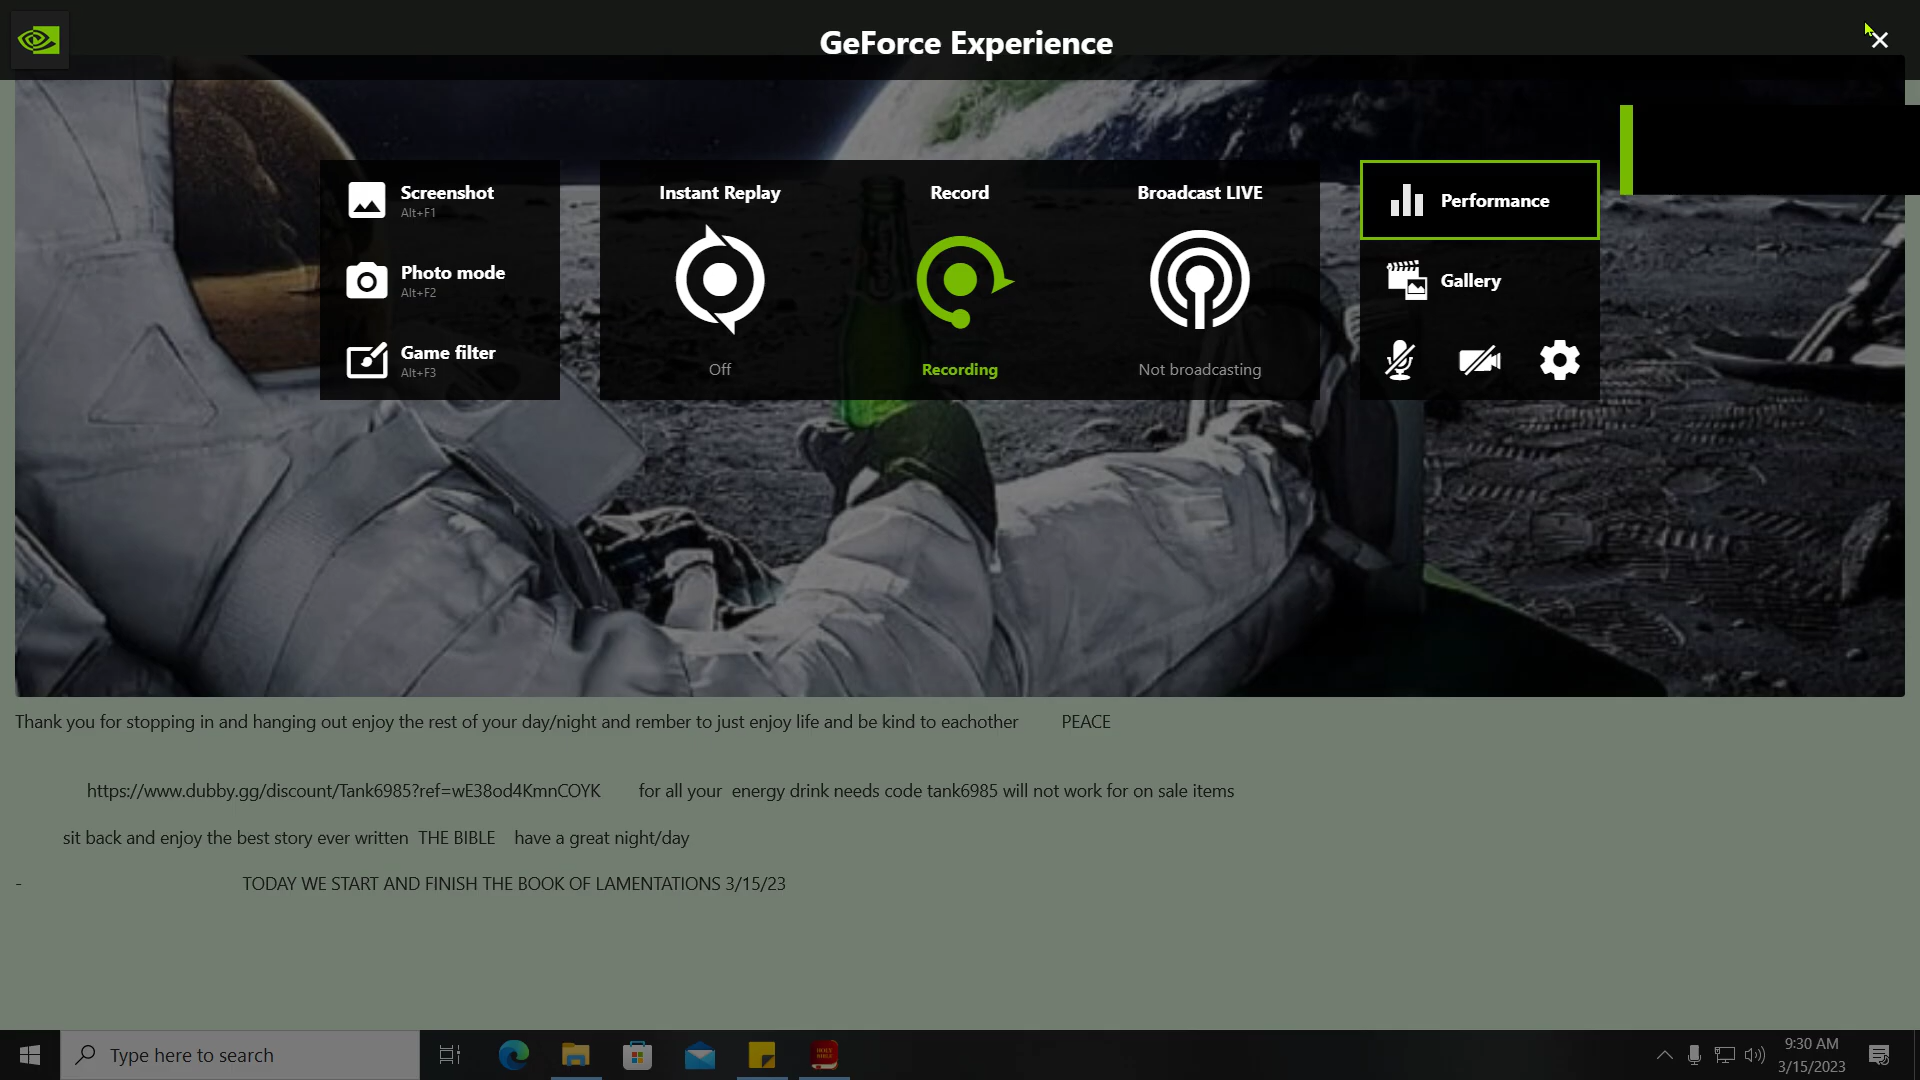 GeForce Experience
Screenshot
Alt+F1
Photo mode
Alt+F2
Game filter
Alt+F3
Instant Replay
Off
Record
Recording
Broadcast LIVE
Not broadcasting
Performance
Gallery
Thank you for stopping in and hanging out enjoy the rest of your day/night and rember to just enjoy life and be kind to eachother PEACE
https://www.dubby.gg/discount/Tank6985?ref=wE38od4KmnCOYK for all your energy drink needs code tank6985 will not work for on sale items
sit back and enjoy the best story ever written THE BIBLE have a great night/day
- TODAY WE START AND FINISH THE BOOK OF LAMENTATIONS 3/15/23
Type here to search
HOLY
BIBLE
9:30 AM
3/15/2023